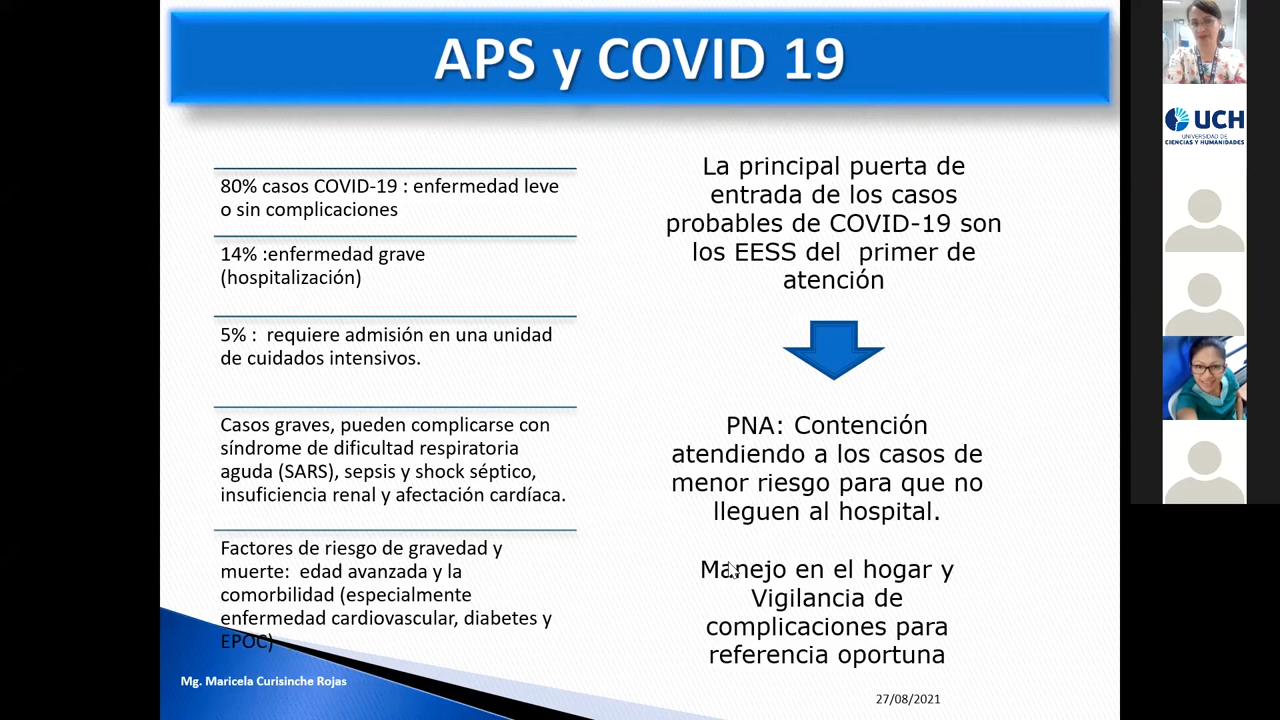 APS y COVID 19
80% casos COVID-19 : enfermedad leve
o sin complicaciones
14% :enfermedad grave
(hospitalización)
5% :  requiere admisión en una unidad
de cuidados intensivos.
Casos graves, pueden complicarse con
síndrome de dificultad respiratoria
aguda (SARS), sepsis y shock séptico,
insuficiencia renal y afectación cardíaca.
Factores de riesgo de gravedad y
muerte:  edad avanzada y la
comorbilidad (especialmente
enfermedad cardiovascular, diabetes y
EPOC)
La principal puerta de
entrada de los casos
probables de COVID-19 son
los EESS del  primer de
atención
PNA: Contención
atendiendo a los casos de
menor riesgo para que no
lleguen al hospital.
Manejo en el hogar y
Vigilancia de
complicaciones para
referencia oportuna
Mg. Maricela Curisinche Rojas
27/08/2021
UCH
UNIVERSIDAD DE
CIENCIAS Y HUMANIDADES